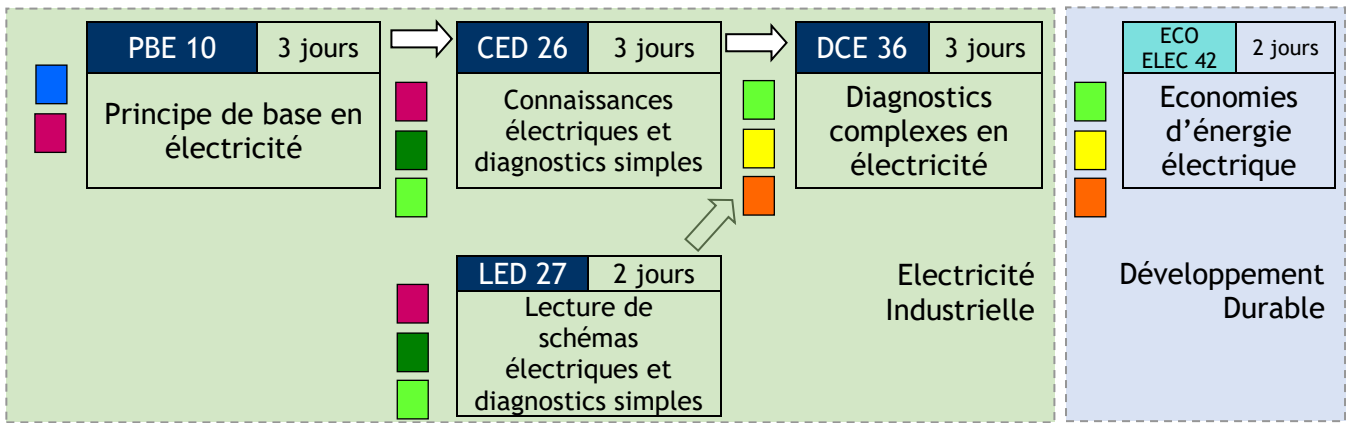 PBE 10
3 jours
Principe de base en
électricité
CED 26
3 jours
Connaissances
électriques et
diagnostics simples
DCE 36
3 jours
Diagnostics
complexes en
électricité
LED 27
2 jours
Lecture de
schémas
électriques et
diagnostics simples
Electricité
Industrielle
ECO
ELEC 42
2 jours
Economies
d’énergie
électrique
Développement
Durable